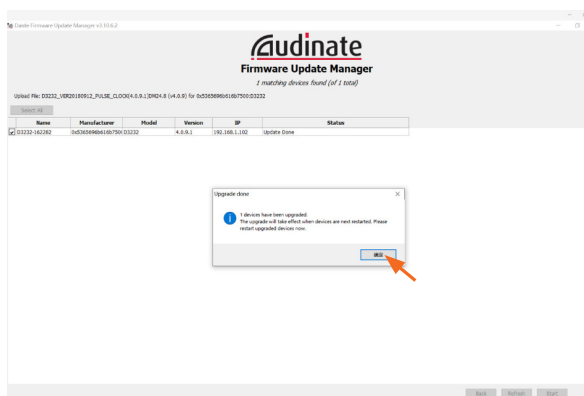 Dante Firmware Update Manager v3.10.6.2
Audinate
Firmware Update Manager
1 matching devices found (of 1 total)
Upload File: D3232_VER20180912_PULSE_CLOCK(4.0.9.1)DM24.8 (v4.0.9) for 0x5365696b616b7500:D3232
Select All
Name Manufacturer Model Version IP Status
D3232-162282 0x5365696b616b750( D3232 4.0.9.1 192.168.1.102 Update Done
Upgrade done
1 devices have been upgraded.
The upgrade will take effect when devices are next restarted. Please
restart upgraded devices now.
Back Refresh Start